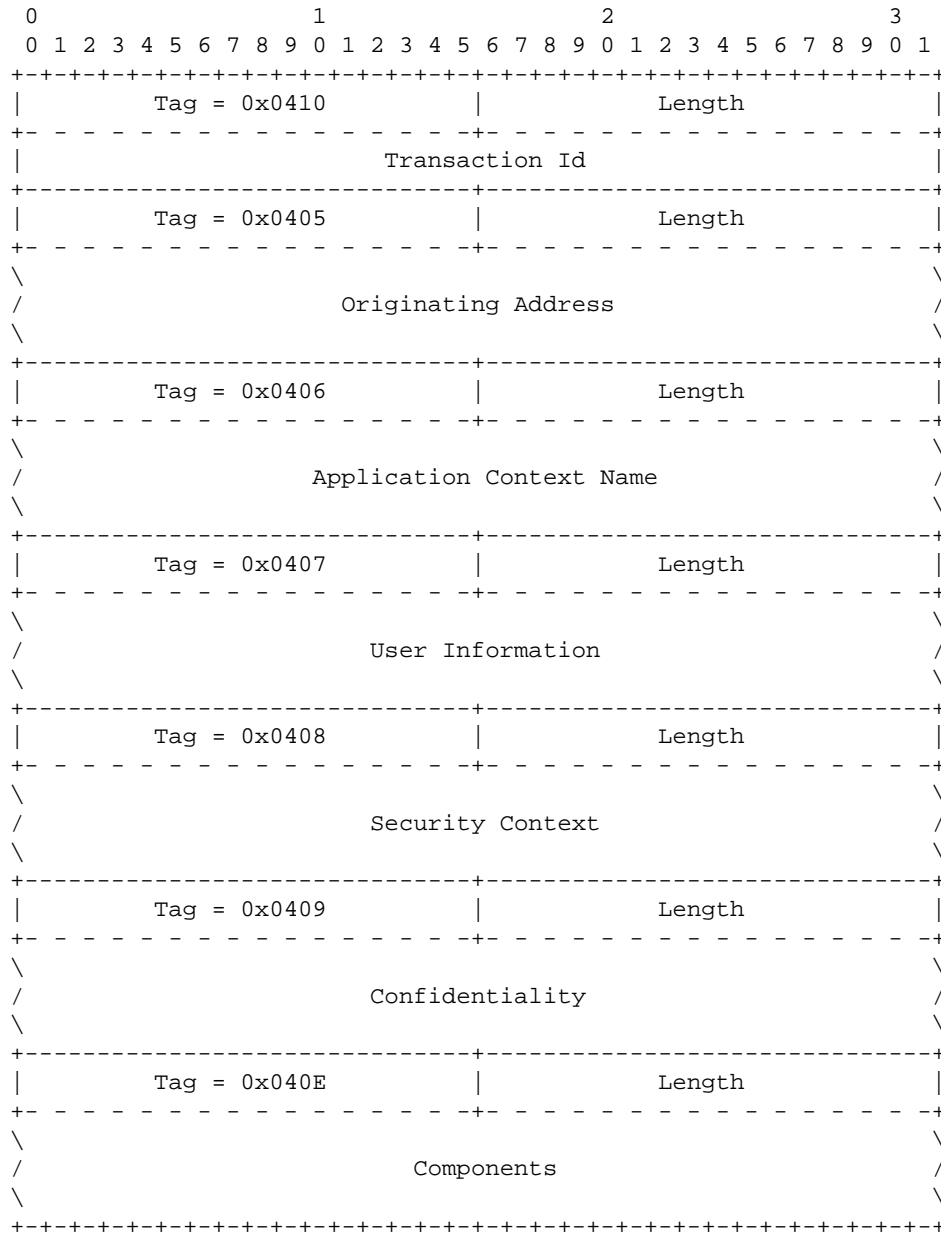 0                   1                   2                   3
 0 1 2 3 4 5 6 7 8 9 0 1 2 3 4 5 6 7 8 9 0 1 2 3 4 5 6 7 8 9 0 1
+-+-+-+-+-+-+-+-+-+-+-+-+-+-+-+-+-+-+-+-+-+-+-+-+-+-+-+-+-+-+-+-+
|         Tag = 0x0410          |            Length             |
+- - - - - - - - - - - - - - - -+- - - - - - - - - - - - - - - -+
|                         Transaction Id                        |
+-------------------------------+-------------------------------+
|         Tag = 0x0405          |            Length             |
+- - - - - - - - - - - - - - - -+- - - - - - - - - - - - - - - -+
\                                                               \
/                      Originating Address                      /
\                                                               \
+-------------------------------+-------------------------------+
|         Tag = 0x0406          |            Length             |
+- - - - - - - - - - - - - - - -+- - - - - - - - - - - - - - - -+
\                                                               \
/                    Application Context Name                   /
\                                                               \
+-------------------------------+-------------------------------+
|         Tag = 0x0407          |            Length             |
+- - - - - - - - - - - - - - - -+- - - - - - - - - - - - - - - -+
\                                                               \
/                        User Information                       /
\                                                               \
+-------------------------------+-------------------------------+
|         Tag = 0x0408          |            Length             |
+- - - - - - - - - - - - - - - -+- - - - - - - - - - - - - - - -+
\                                                               \
/                        Security Context                       /
\                                                               \
+-------------------------------+-------------------------------+
|         Tag = 0x0409          |            Length             |
+- - - - - - - - - - - - - - - -+- - - - - - - - - - - - - - - -+
\                                                               \
/                        Confidentiality                        /
\                                                               \
+-------------------------------+-------------------------------+
|         Tag = 0x040E          |            Length             |
+- - - - - - - - - - - - - - - -+- - - - - - - - - - - - - - - -+
\                                                               \
/                           Components                          /
\                                                               \
+-+-+-+-+-+-+-+-+-+-+-+-+-+-+-+-+-+-+-+-+-+-+-+-+-+-+-+-+-+-+-+-+